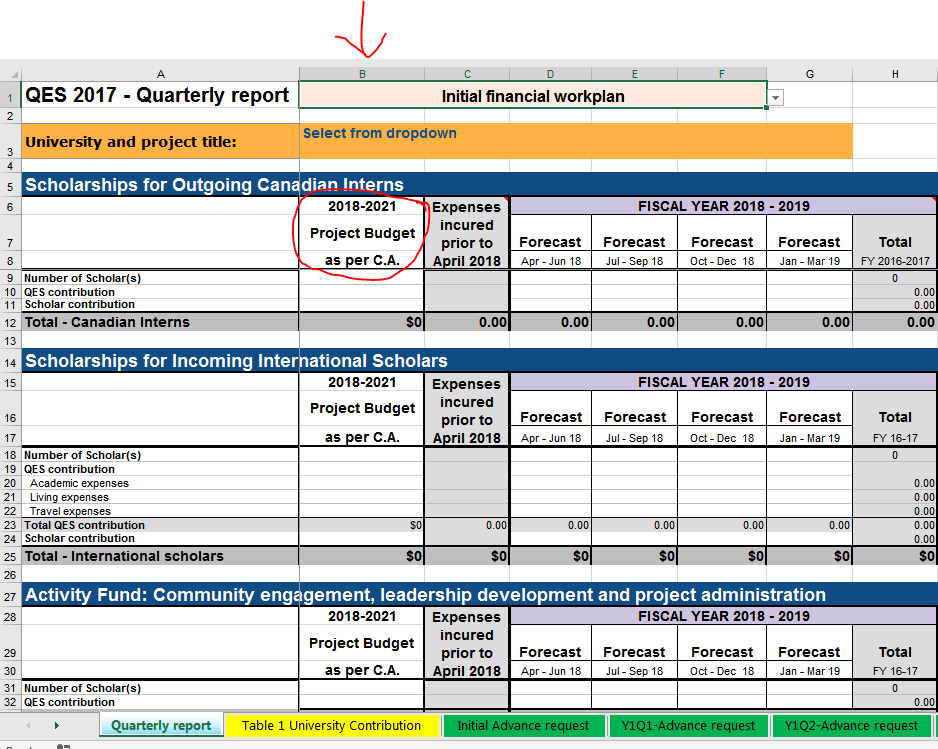 A B C D E F G H
1 QES 2017 - Quarterly report Initial financial workplan
2
3 University and project title: Select from dropdown
4
5 Scholarships for Outgoing Canadian Interns
6 2018-2021 Expenses incured prior to April 2018 FISCAL YEAR 2018 - 2019
7 Project Budget Forecast Forecast Forecast Forecast Total
8 as per C.A. Apr - Jun 18 Jul - Sep 18 Oct - Dec 18 Jan - Mar 19 FY 2016-2017
9 Number of Scholar(s) 0
10 QES contribution 0.00
11 Scholar contribution 0.00
12 Total - Canadian Interns $0 0.00 0.00 0.00 0.00 0.00 0.00
13
14 Scholarships for Incoming International Scholars
15 2018-2021 Expenses incured prior to April 2018 FISCAL YEAR 2018 - 2019
16 Project Budget Forecast Forecast Forecast Forecast Total
17 as per C.A. Apr - Jun 18 Jul - Sep 18 Oct - Dec 18 Jan - Mar 19 FY 16-17
18 Number of Scholar(s) 0
19 QES contribution
20 Academic expenses 0.00
21 Living expenses 0.00
22 Travel expenses 0.00
23 Total QES contribution $0 0.00 0.00 0.00 0.00 0.00 0.00
24 Scholar contribution 0.00
25 Total - International scholars $0 $0 $0 $0 $0 $0 $0
26
27 Activity Fund: Community engagement, leadership development and project administration
28 2018-2021 Expenses incured prior to April 2018 FISCAL YEAR 2018 - 2019
29 Project Budget Forecast Forecast Forecast Forecast Total
30 as per C.A. Apr - Jun 18 Jul - Sep 18 Oct - Dec 18 Jan - Mar 19 FY 16-17
31 Number of Scholar(s) 0
32 QES contribution 0.00
Quarterly report Table 1 University Contribution Initial Advance request Y1Q1-Advance request Y1Q2-Advance request